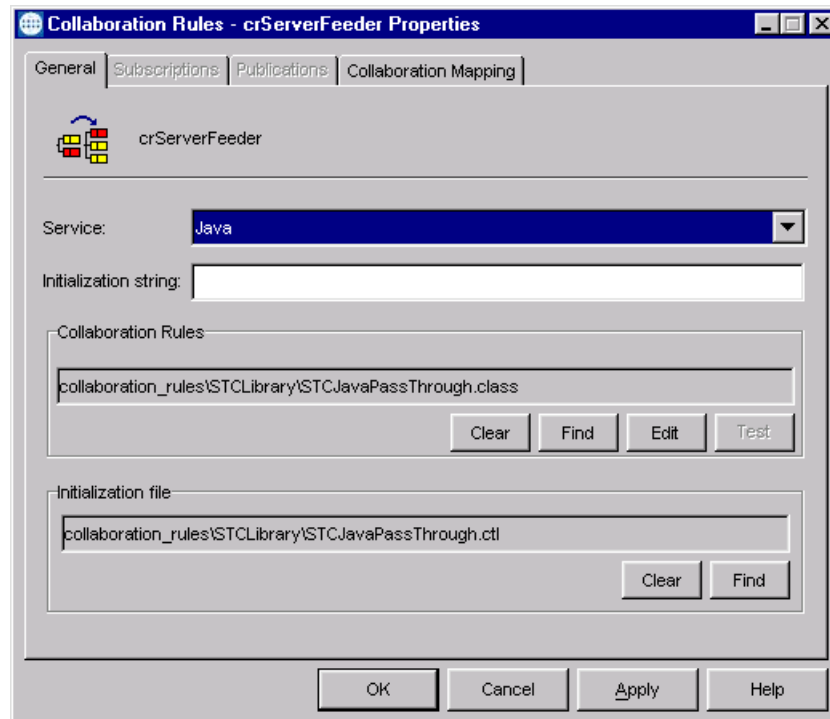 Collaboration Rules - crServerFeeder Properties
General Subscriptions Publications Collaboration Mapping
crServerFeeder
Service: Java
Initialization string:
Collaboration Rules
collaboration_rules\STCLibrary\STCJavaPassThrough.class
Clear Find Edit Test
Initialization file
collaboration_rules\STCLibrary\STCJavaPassThrough.ctl
Clear Find
OK Cancel Apply Help